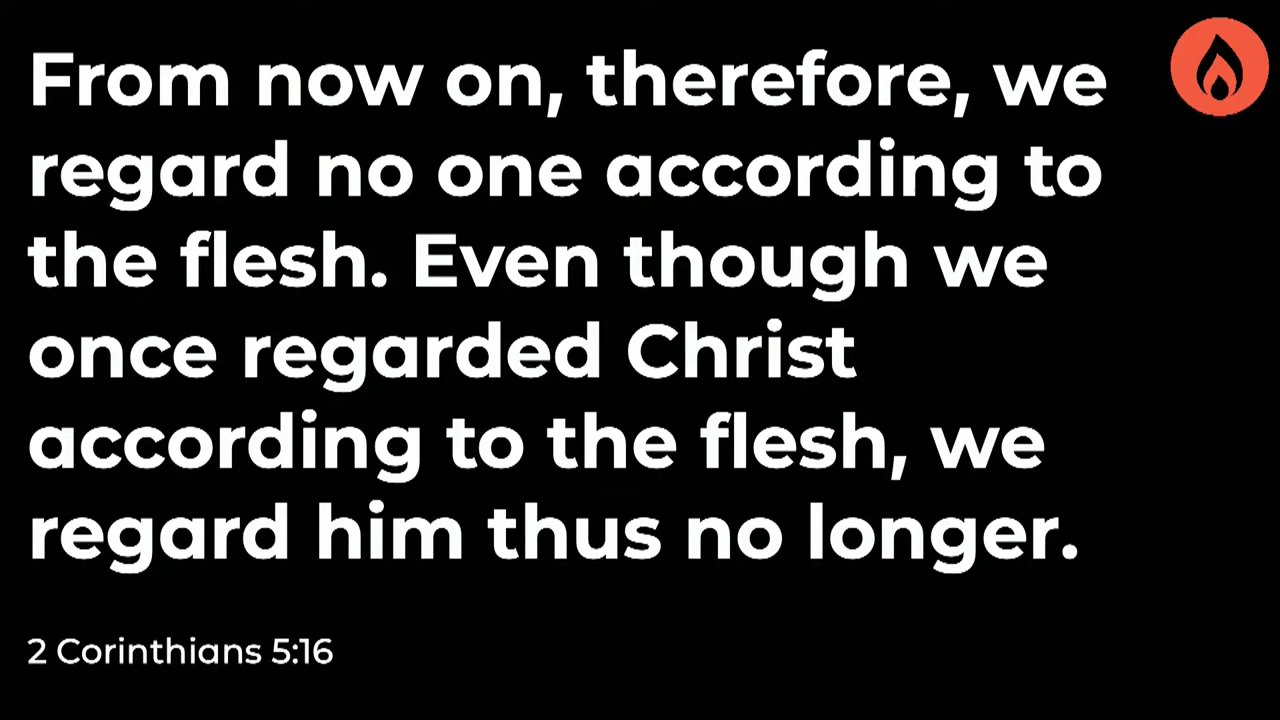 From now on, therefore, we
regard no one according to
the flesh. Even though we
once regarded Christ
according to the flesh, we
regard him thus no longer.
2 Corinthians 5:16